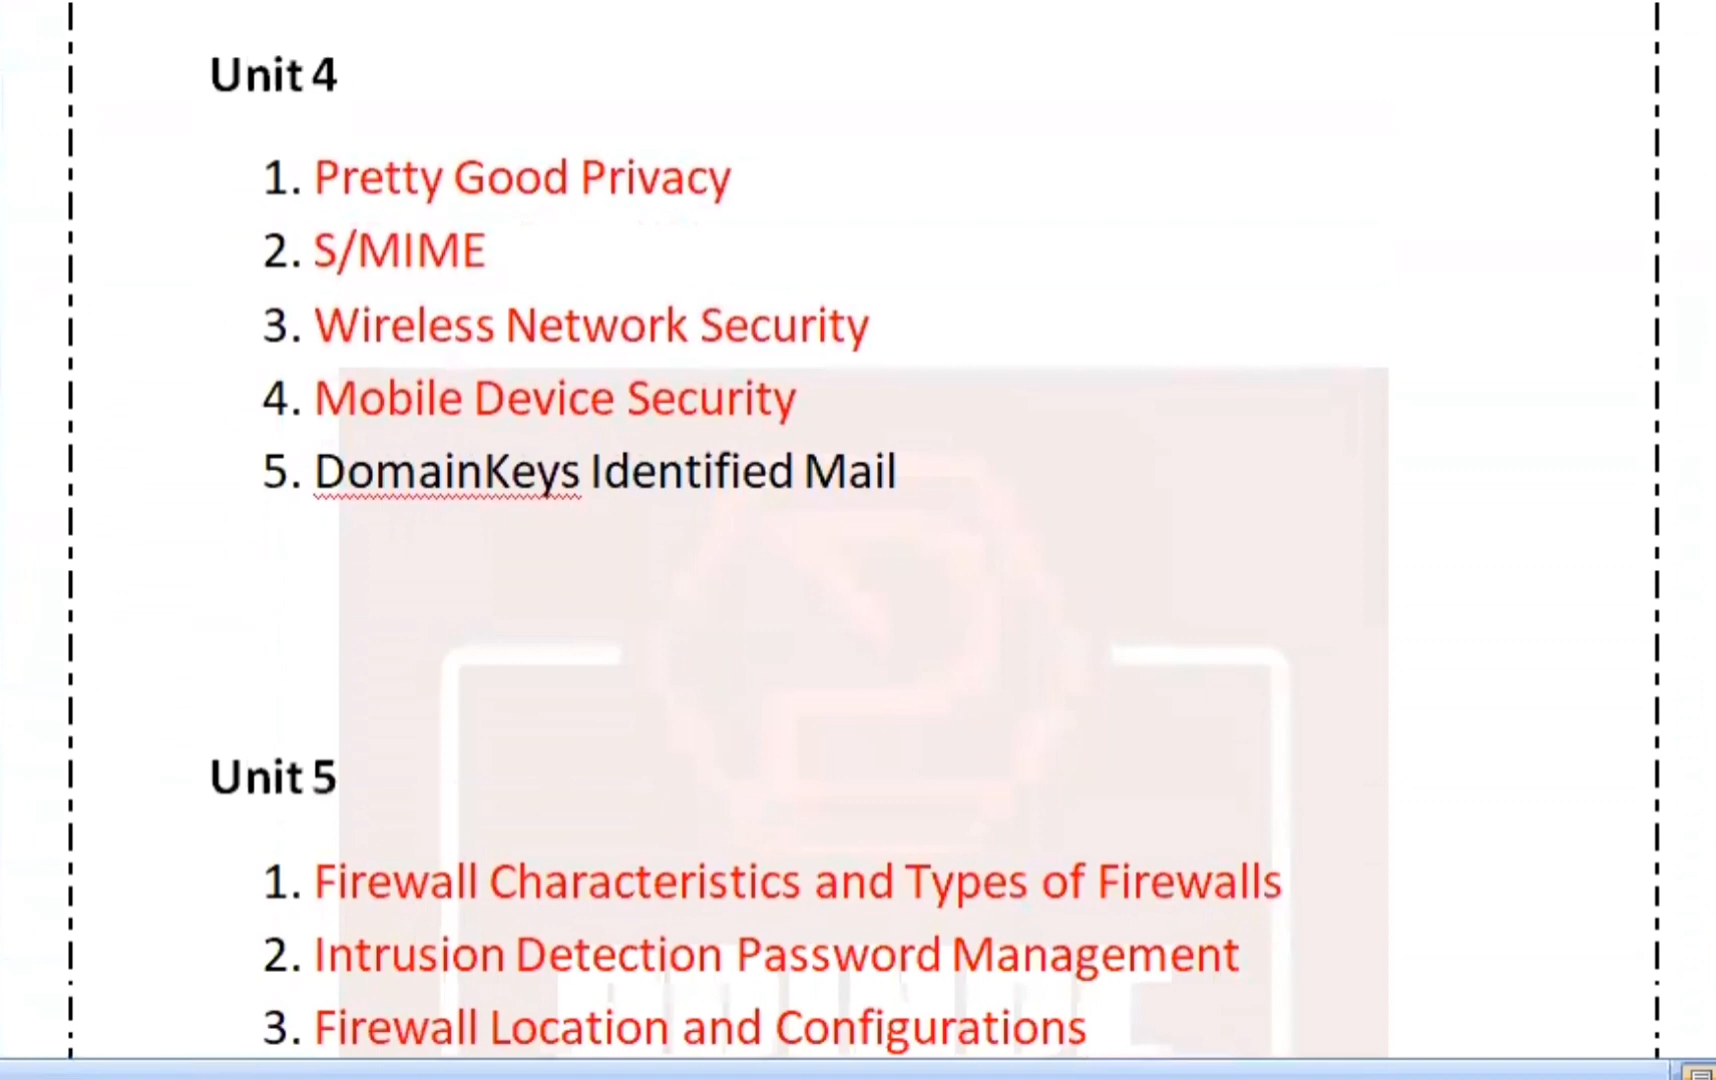 Unit 4
1. Pretty Good Privacy
2. S/MIME
3. Wireless Network Security
4. Mobile Device Security
5. DomainKeys Identified Mail
Unit 5
1. Firewall Characteristics and Types of Firewalls
2. Intrusion Detection Password Management
3. Firewall Location and Configurations